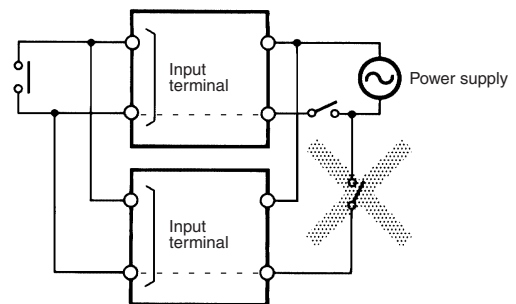 Input
terminal
Power supply
Input
terminal